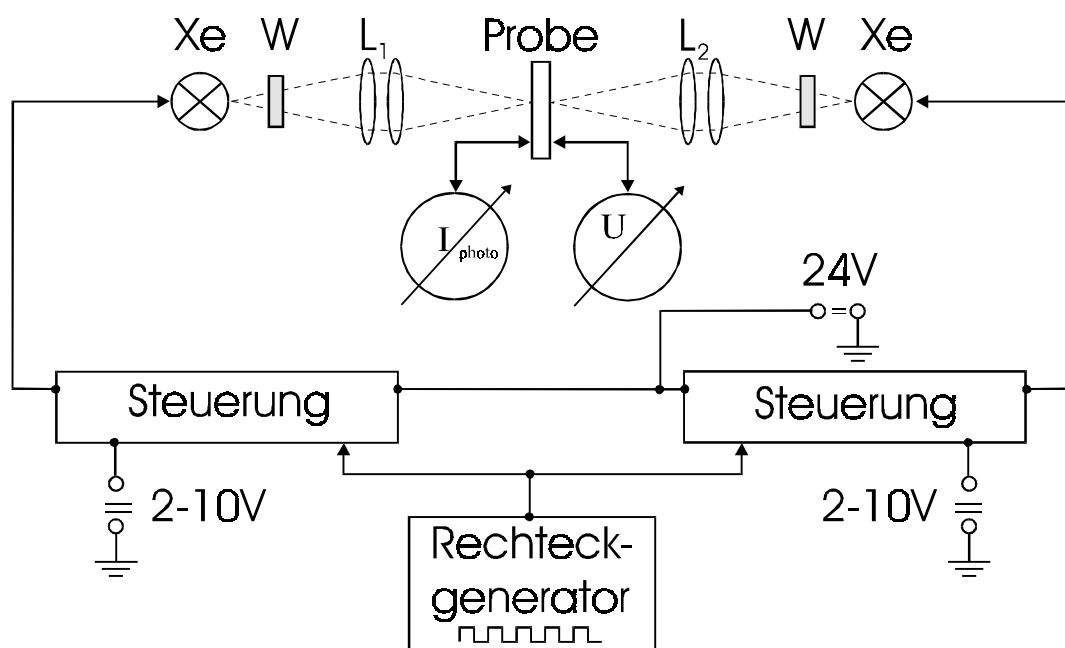 Xe W L1 Probe L2 W Xe
Iphoto U
24V
=
Steuerung Steuerung
2-10V 2-10V
Rechteck-
generator